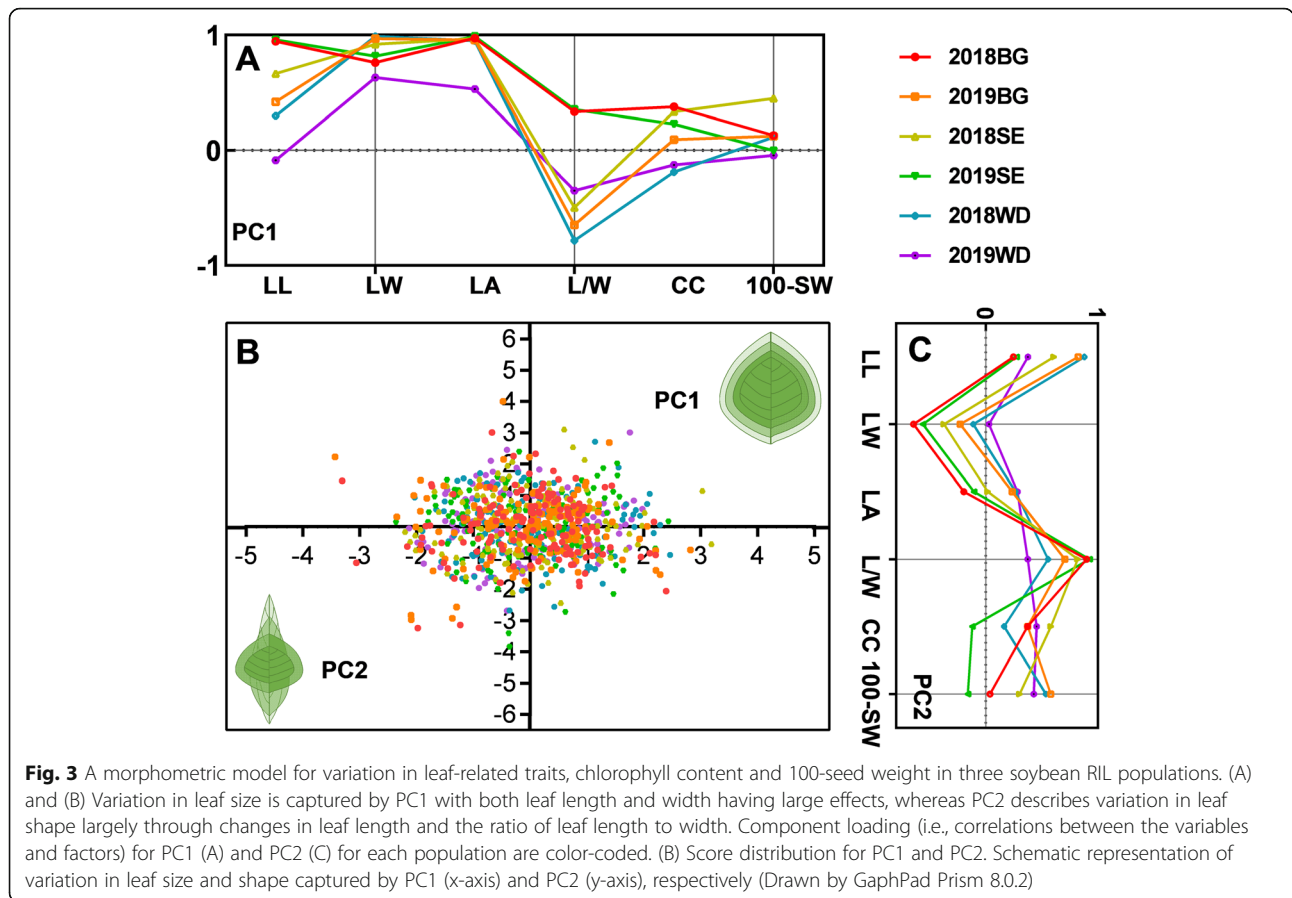 A
1
0
-1
PC1
LL LW LA L/W CC 100-SW
2018BG
2019BG
2018SE
2019SE
2018WD
2019WD
B
6
5
4
3
2
-2
-3
-4
-5
-6
-5 -4 -3 -2 -1 2 3 4 5
PC1
PC2
C
0 1
LL
LW
LA
L/W
CC
100-SW
PC2
Fig. 3 A morphometric model for variation in leaf-related traits, chlorophyll content and 100-seed weight in three soybean RIL populations. (A)
and (B) Variation in leaf size is captured by PC1 with both leaf length and width having large effects, whereas PC2 describes variation in leaf
shape largely through changes in leaf length and the ratio of leaf length to width. Component loading (i.e., correlations between the variables
and factors) for PC1 (A) and PC2 (C) for each population are color-coded. (B) Score distribution for PC1 and PC2. Schematic representation of
variation in leaf size and shape captured by PC1 (x-axis) and PC2 (y-axis), respectively (Drawn by GaphPad Prism 8.0.2)